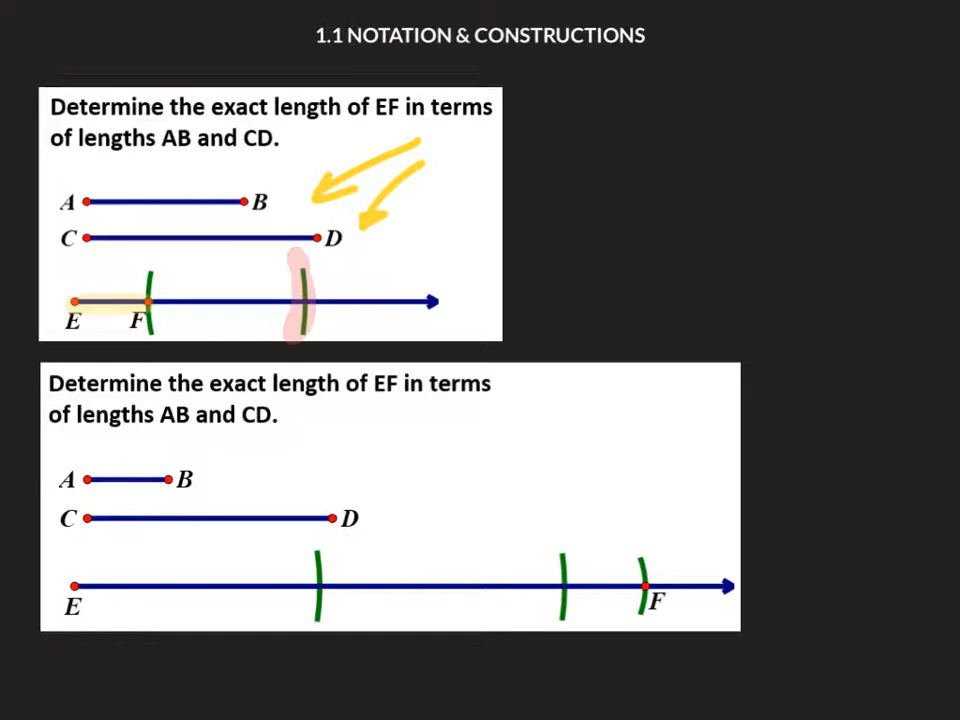 1.1 NOTATION & CONSTRUCTIONS
Determine the exact length of EF in terms
of lengths AB and CD.
A B
C D
E F
Determine the exact length of EF in terms
of lengths AB and CD.
A B
C D
E F